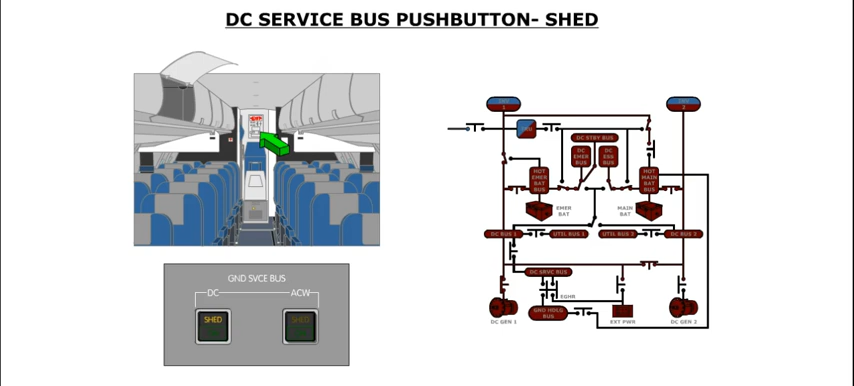 DC SERVICE BUS PUSHBUTTON- SHED
GND SVCE BUS
DC
ACW
SHED
SHED
1
2
DC STBY BUS
DC
EMER
BUS
DC
ESS
BUS
HOT
EMER
BAT
BUS
HOT
MAIN
BAT
BUS
EMER
BAT
MAIN
BAT
DC BUS 1
UTIL BUS 1
UTIL BUS 2
DC BUS 2
DC SRVC BUS
EGHR
GND HDLG
BUS
DC GEN 1
EXT PWR
DC GEN 2